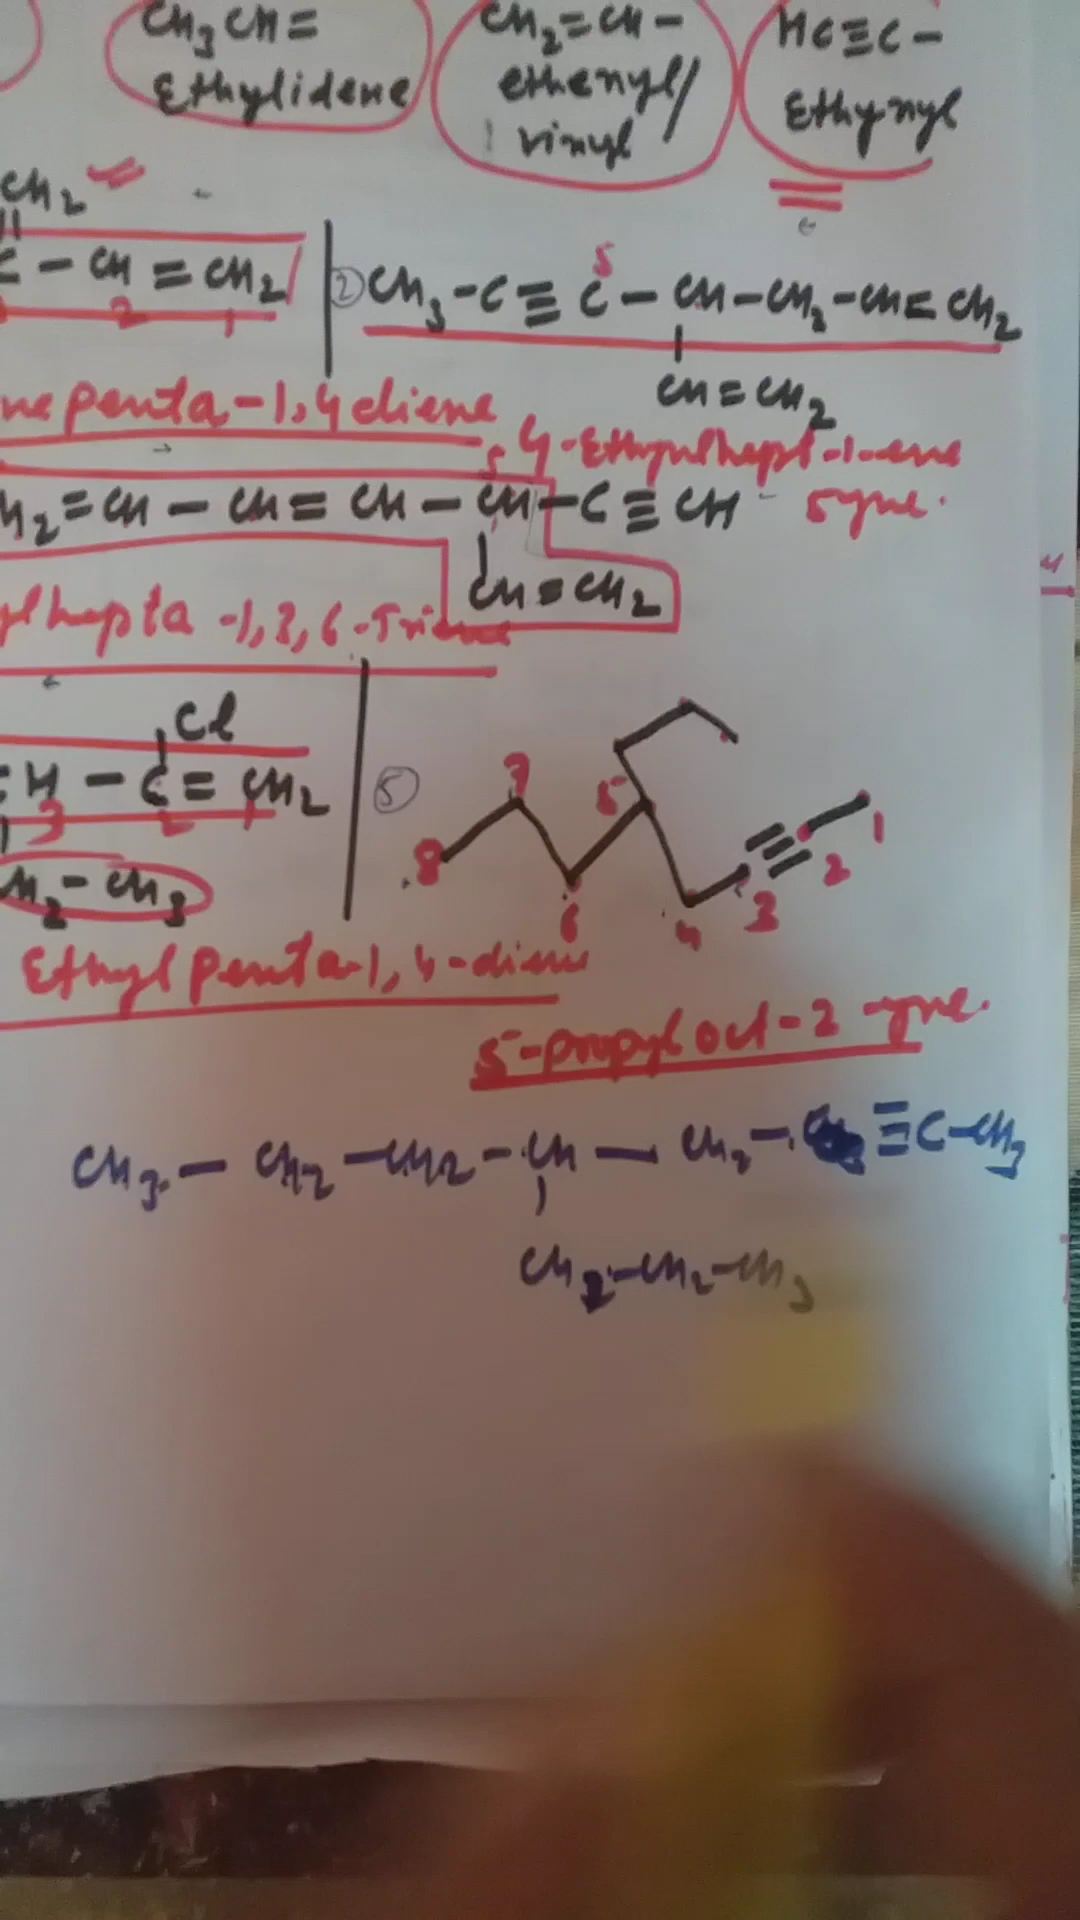 CH3CH= CH2=CH- HC≡C-
Ethylidene ethenyl/ Ethynyl
vinyl
CH2
C-CH=CH2 ② CH3-C≡C-CH-CH2-CH=CH2
5
2 1
CH=CH2
penta-1,4 diene 4-Ethynylhept-1-ene
5yne.
=CH-CH=CH-CH-C≡CH
CH=CH2
hepta -1,3,6-Triene
Cl
-C=CH2 ⑤
3 2 1
-CH3
8 7 6 5 4 3 2 1
Ethyl penta-1,4-diene
5-propyl oct-2 yne.
CH3-CH2-CH2-CH-CH2-C≡C-CH3
CH2-CH2-CH3